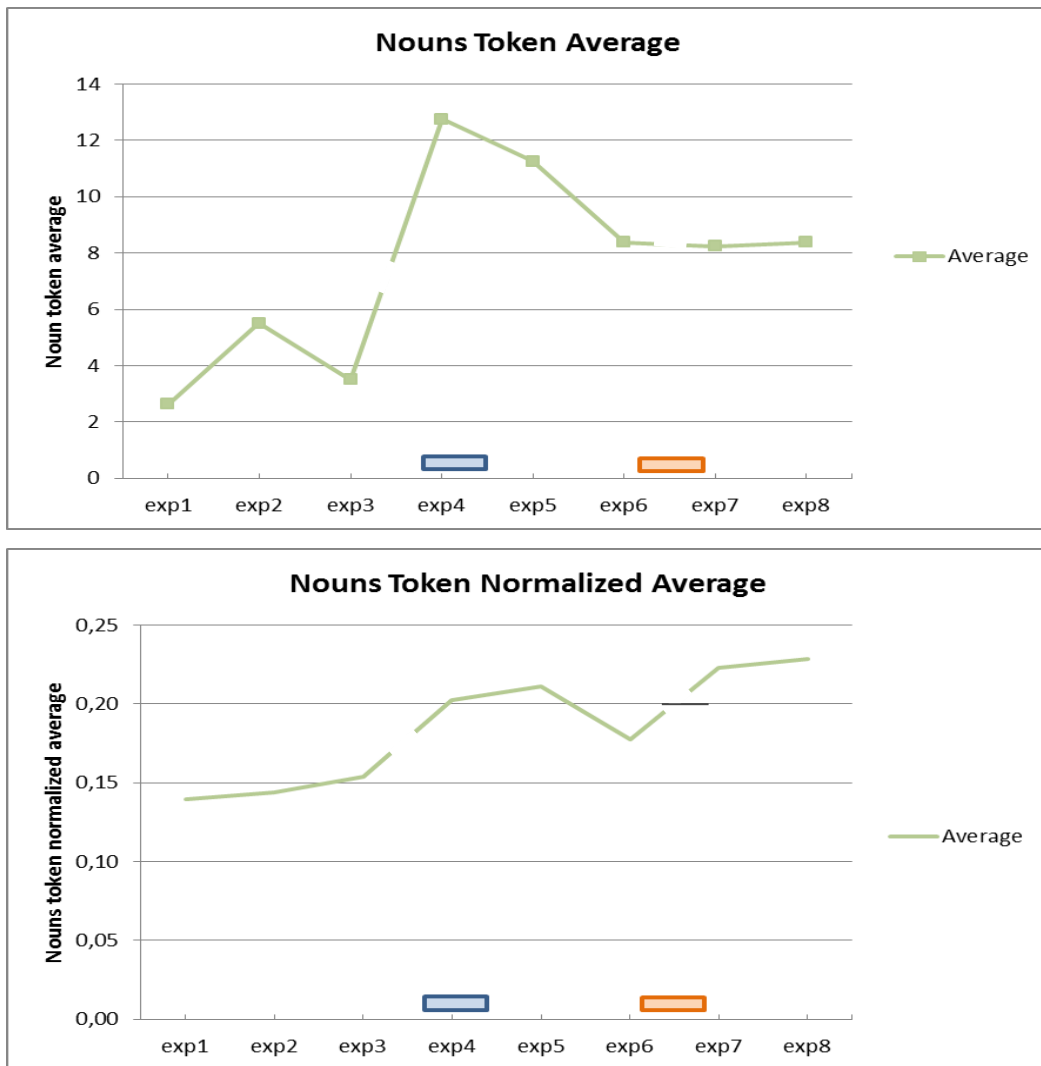 Nouns Token Average
14
12
10
8
6
4
2
0
Noun token average
exp1 exp2 exp3 exp4 exp5 exp6 exp7 exp8
Average
Nouns Token Normalized Average
0,25
0,20
0,15
0,10
0,05
0,00
Nouns token normalized average
exp1 exp2 exp3 exp4 exp5 exp6 exp7 exp8
Average